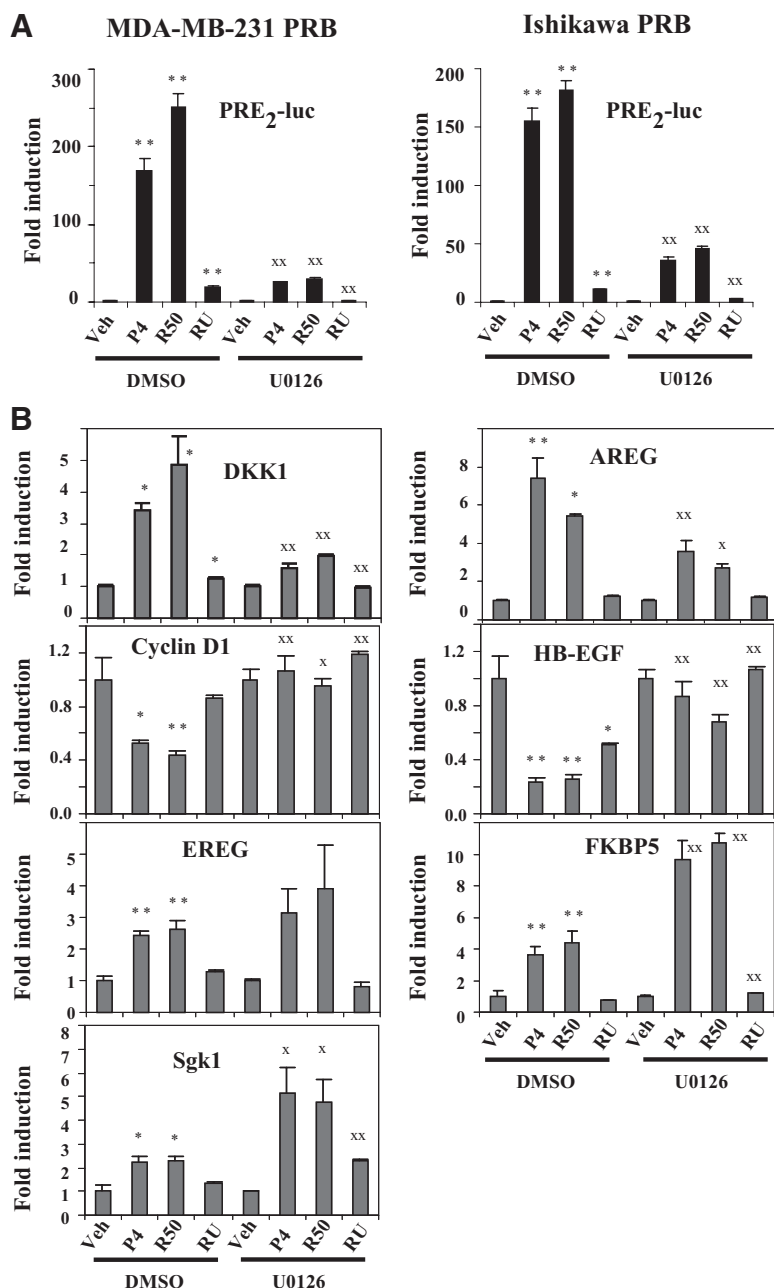 A
MDA-MB-231 PRB
Ishikawa PRB
Fold induction
300
200
100
0
PRE2-luc
** ** ** xx xx xx
Veh P4 R50 RU Veh P4 R50 RU
DMSO U0126
Fold induction
200
150
100
50
0
PRE2-luc
** ** ** xx xx xx
Veh P4 R50 RU Veh P4 R50 RU
DMSO U0126
B
Fold induction
5
4
3
2
1
0
DKK1
* * * xx xx xx
Fold induction
8
6
4
2
0
AREG
** * xx x
Fold induction
1.2
0.8
0.4
0.0
Cyclin D1
* ** xx x xx
Fold induction
1.2
0.8
0.4
0.0
HB-EGF
** ** * xx xx xx
Fold induction
6
5
4
3
2
1
0
EREG
** **
Fold induction
10
8
6
4
2
0
FKBP5
** ** xx xx xx
Veh P4 R50 RU Veh P4 R50 RU
DMSO U0126
Fold induction
8
7
6
5
4
3
2
1
0
Sgk1
* * x x xx
Veh P4 R50 RU Veh P4 R50 RU
DMSO U0126